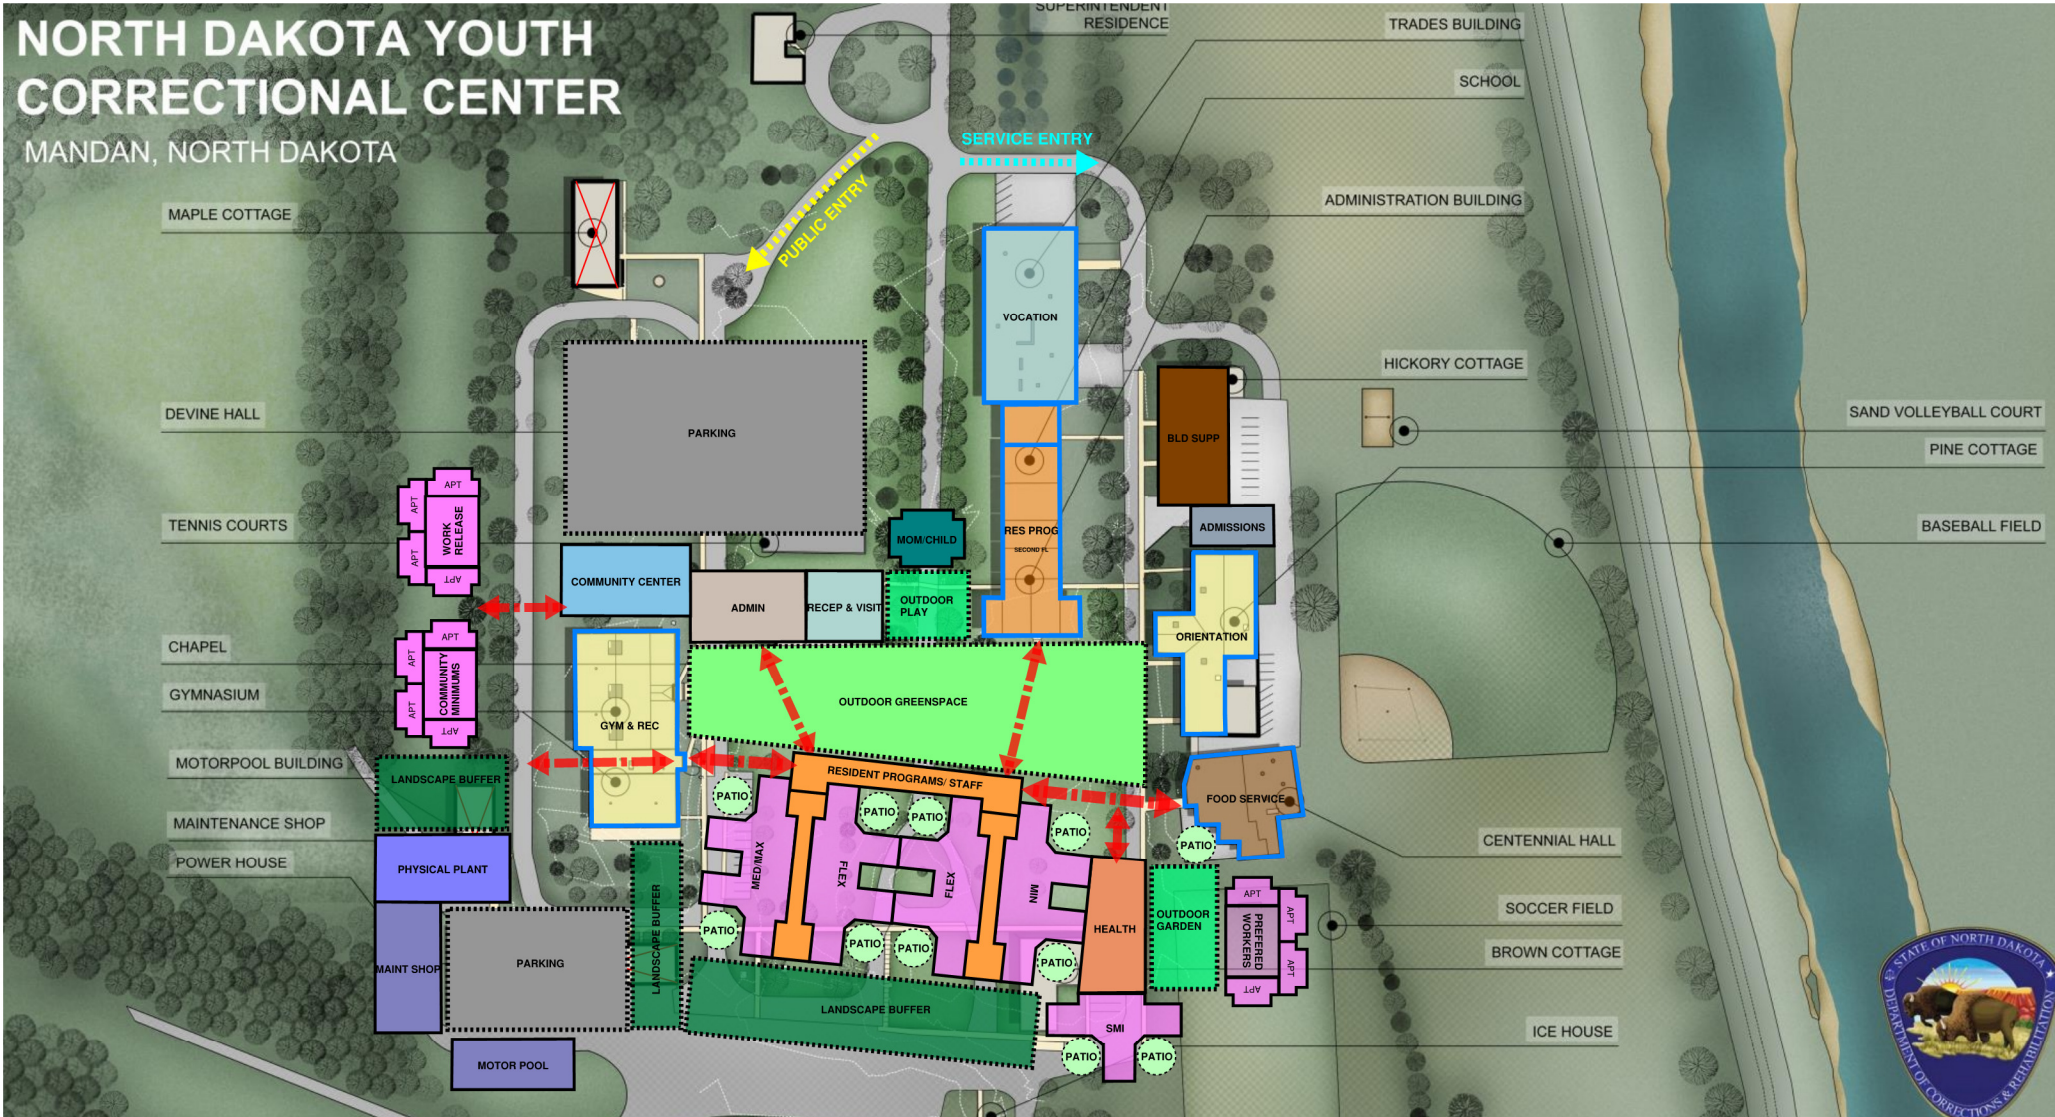 NORTH DAKOTA YOUTH
CORRECTIONAL CENTER
MANDAN, NORTH DAKOTA
SUPERINTENDENT
RESIDENCE
TRADES BUILDING
SCHOOL
SERVICE ENTRY
PUBLIC ENTRY
ADMINISTRATION BUILDING
MAPLE COTTAGE
VOCATION
HICKORY COTTAGE
DEVINE HALL
PARKING
BLD SUPP
SAND VOLLEYBALL COURT
PINE COTTAGE
APT
APT
WORK
RELEASE
APT
APT
TENNIS COURTS
ADMISSIONS
BASEBALL FIELD
RES PROG
SECOND FL
MOM/CHILD
COMMUNITY CENTER
ADMIN
RECEP & VISIT
OUTDOOR
PLAY
ORIENTATION
CHAPEL
APT
APT
COMMUNITY
MINIMUMS
APT
APT
GYMNASIUM
OUTDOOR GREENSPACE
GYM & REC
MOTORPOOL BUILDING
LANDSCAPE BUFFER
RESIDENT PROGRAMS/ STAFF
PATIO
PATIO
PATIO
PATIO
FOOD SERVICE
PATIO
MAINTENANCE SHOP
POWER HOUSE
CENTENNIAL HALL
PHYSICAL PLANT
MED/MAX
FLEX
FLEX
MIN
APT
APT
PREFERED
WORKERS
APT
APT
SOCCER FIELD
OUTDOOR
GARDEN
HEALTH
LANDSCAPE BUFFER
PATIO
PATIO
PATIO
PATIO
BROWN COTTAGE
MAINT SHOP
PARKING
LANDSCAPE BUFFER
SMI
ICE HOUSE
PATIO
PATIO
MOTOR POOL
STATE OF NORTH DAKOTA
DEPARTMENT OF CORRECTIONS & REHABILITATION